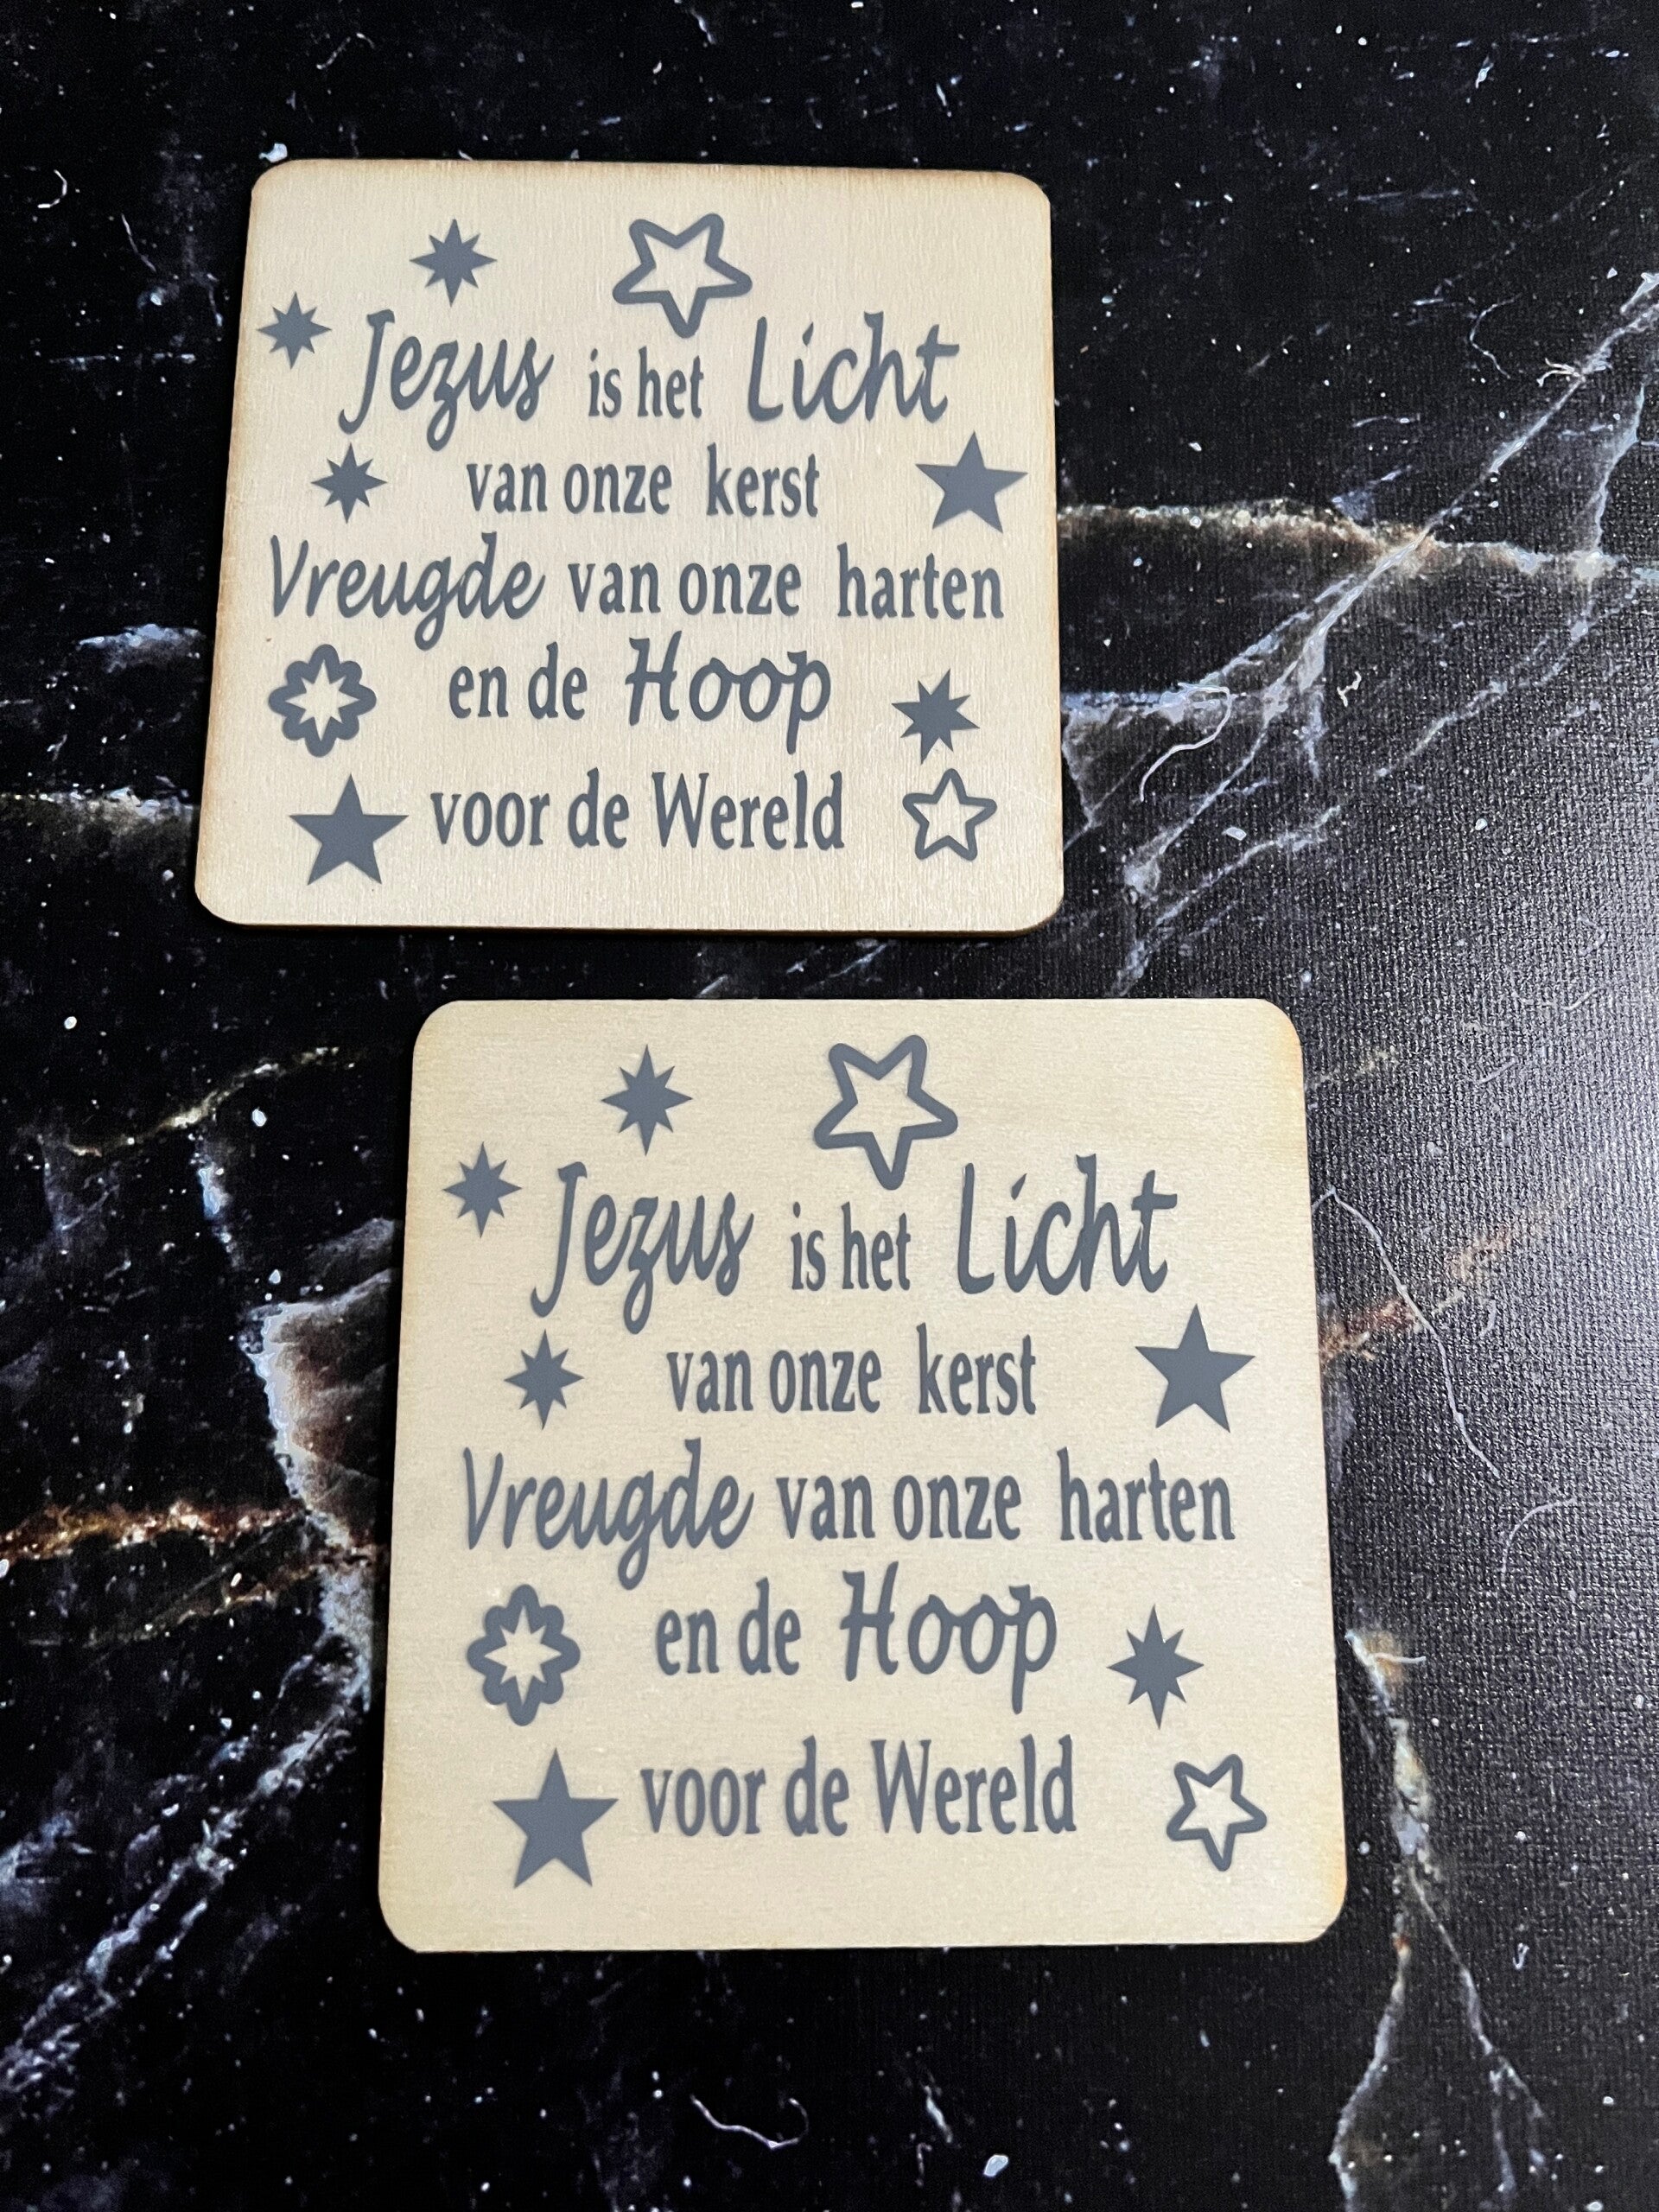 Jezus is het Licht
van onze kerst
Vreugde van onze harten
en de Hoop
voor de Wereld
Jezus is het Licht
van onze kerst
Vreugde van onze harten
en de Hoop
voor de Wereld